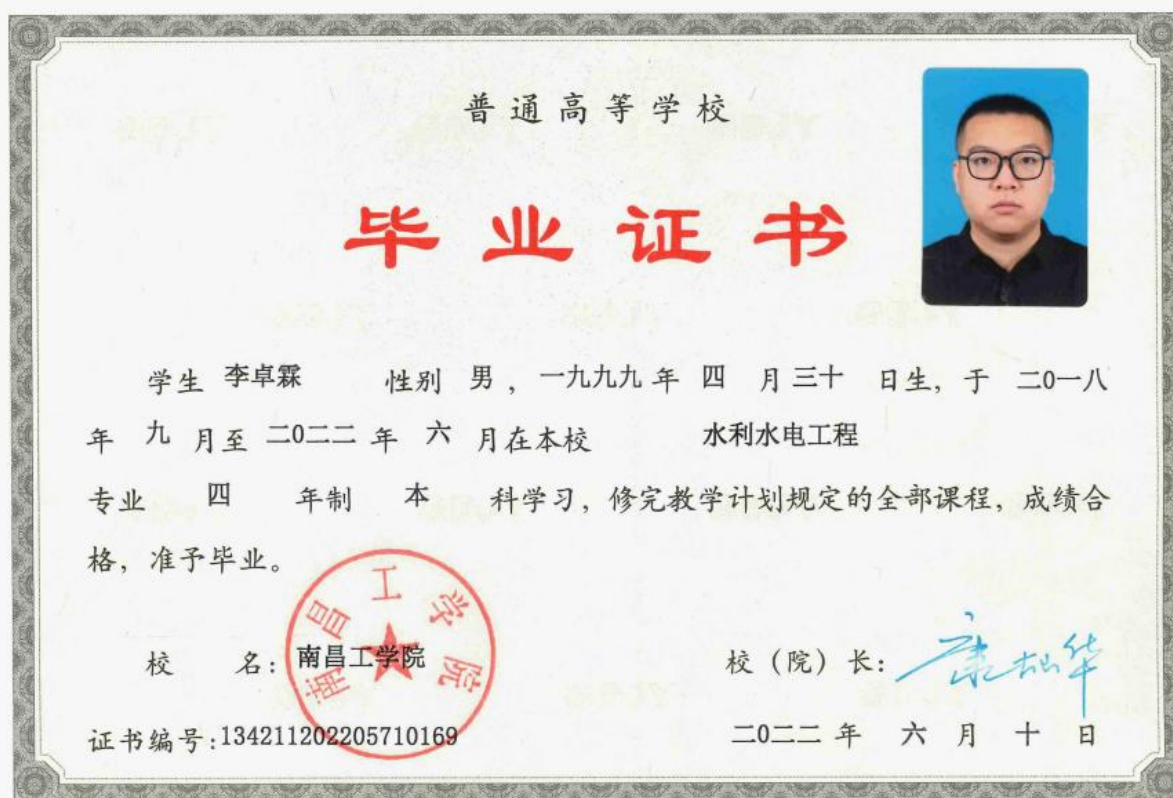 普通高等学校
毕业证书
学生 李卓霖 性别 男，一九九九年 四 月三十 日生，于 二0一八
年 九 月至 二0二二 年 六 月在本校 水利水电工程
专业 四 年制 本 科学习，修完教学计划规定的全部课程，成绩合
格，准予毕业。
南昌工学院
校 名：南昌工学院 校（院）长：
证书编号：134211202205710169 二0二二 年 六 月 十 日